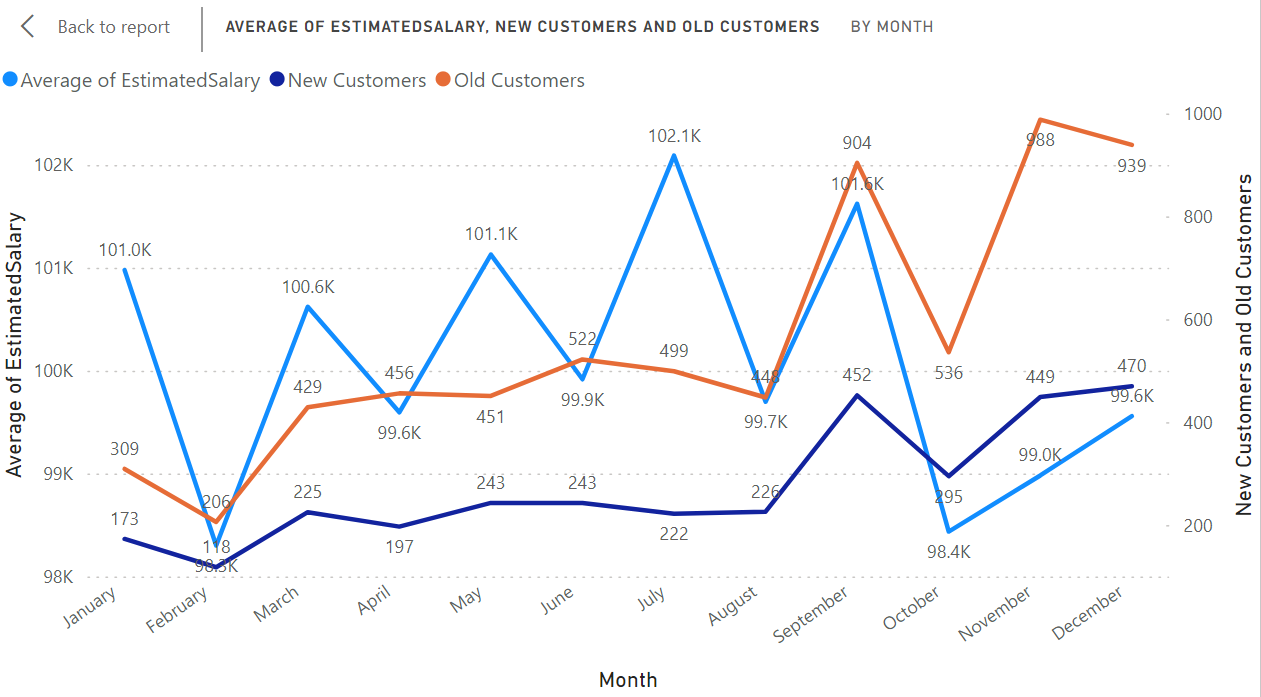 Back to report
AVERAGE OF ESTIMATEDSALARY, NEW CUSTOMERS AND OLD CUSTOMERS BY MONTH
Average of EstimatedSalary New Customers Old Customers
Average of EstimatedSalary
102K
101K
100K
99K
98K
101.0K
98.3K
100.6K
99.6K
101.1K
99.9K
102.1K
99.7K
101.6K
98.4K
99.0K
99.6K
309
206
429
456
451
522
499
448
904
536
988
939
173
118
225
197
243
243
222
226
452
295
449
470
1000
800
600
400
200
New Customers and Old Customers
January
February
March
April
May
June
July
August
September
October
November
December
Month